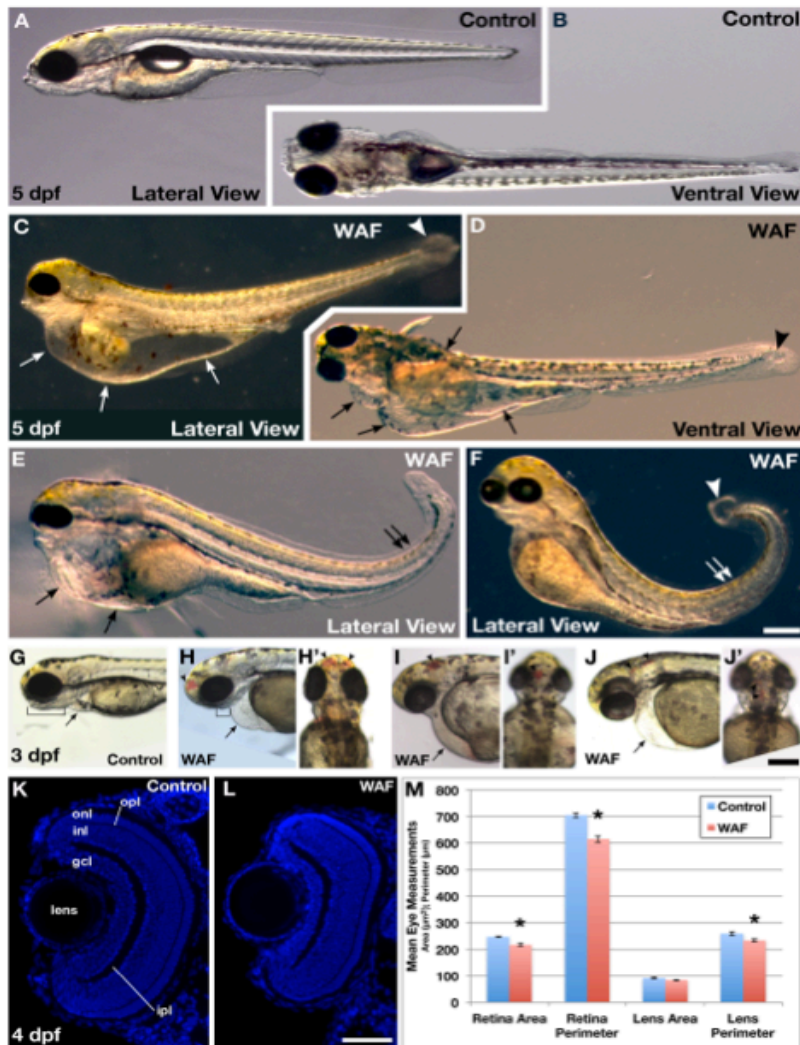 A
Control
B
Control
5 dpf
Lateral View
Ventral View
C
WAF
D
WAF
5 dpf
Lateral View
Ventral View
E
WAF
F
WAF
Lateral View
Lateral View
G
H
H'
I
I'
J
J'
3 dpf
Control
WAF
WAF
WAF
K
Control
L
WAF
opl
onl
inl
gcl
lens
ipl
4 dpf
M
Mean Eye Measurements
Area (µm²); Perimeter (µm)
800
700
600
500
400
300
200
100
0
Control
WAF
*
*
*
Retina Area
Retina Perimeter
Lens Area
Lens Perimeter